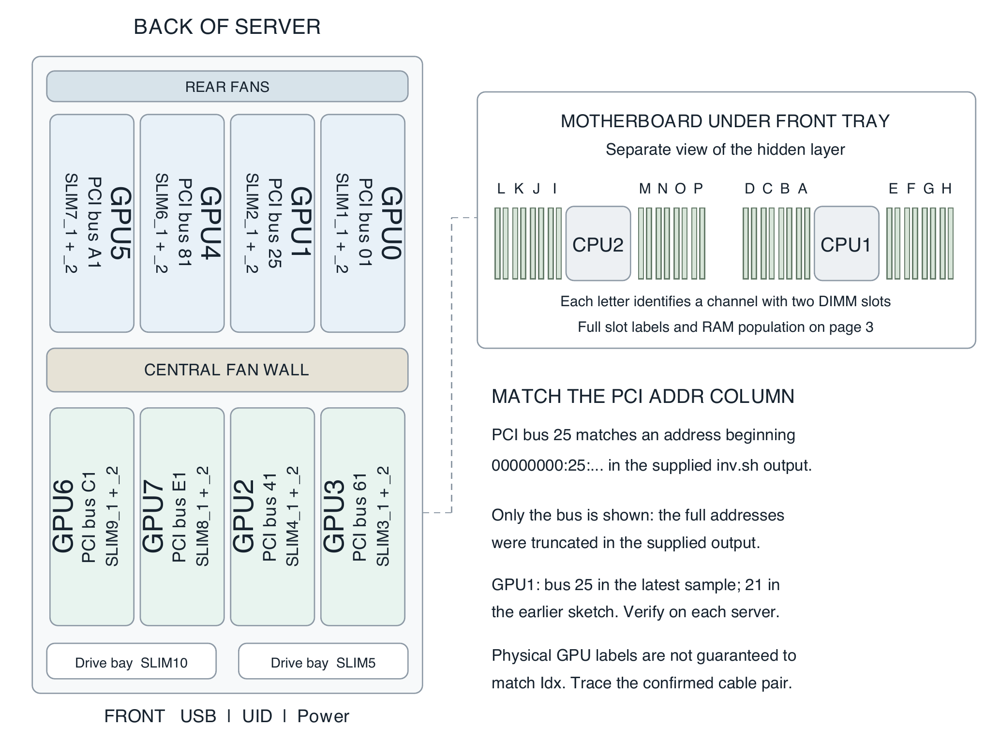 BACK OF SERVER
REAR FANS
GPU5
PCI bus A1
SLIM7_1 + _2
GPU4
PCI bus 81
SLIM6_1 + _2
GPU1
PCI bus 25
SLIM2_1 + _2
GPU0
PCI bus 01
SLIM1_1 + _2
CENTRAL FAN WALL
GPU6
PCI bus C1
SLIM9_1 + _2
GPU7
PCI bus E1
SLIM8_1 + _2
GPU2
PCI bus 41
SLIM4_1 + _2
GPU3
PCI bus 61
SLIM3_1 + _2
Drive bay SLIM10
Drive bay SLIM5
FRONT USB | UID | Power
MOTHERBOARD UNDER FRONT TRAY
Separate view of the hidden layer
L K J I M N O P D C B A E F G H
CPU2
CPU1
Each letter identifies a channel with two DIMM slots
Full slot labels and RAM population on page 3
MATCH THE PCI ADDR COLUMN
PCI bus 25 matches an address beginning
00000000:25:... in the supplied inv.sh output.
Only the bus is shown: the full addresses
were truncated in the supplied output.
GPU1: bus 25 in the latest sample; 21 in
the earlier sketch. Verify on each server.
Physical GPU labels are not guaranteed to
match Idx. Trace the confirmed cable pair.